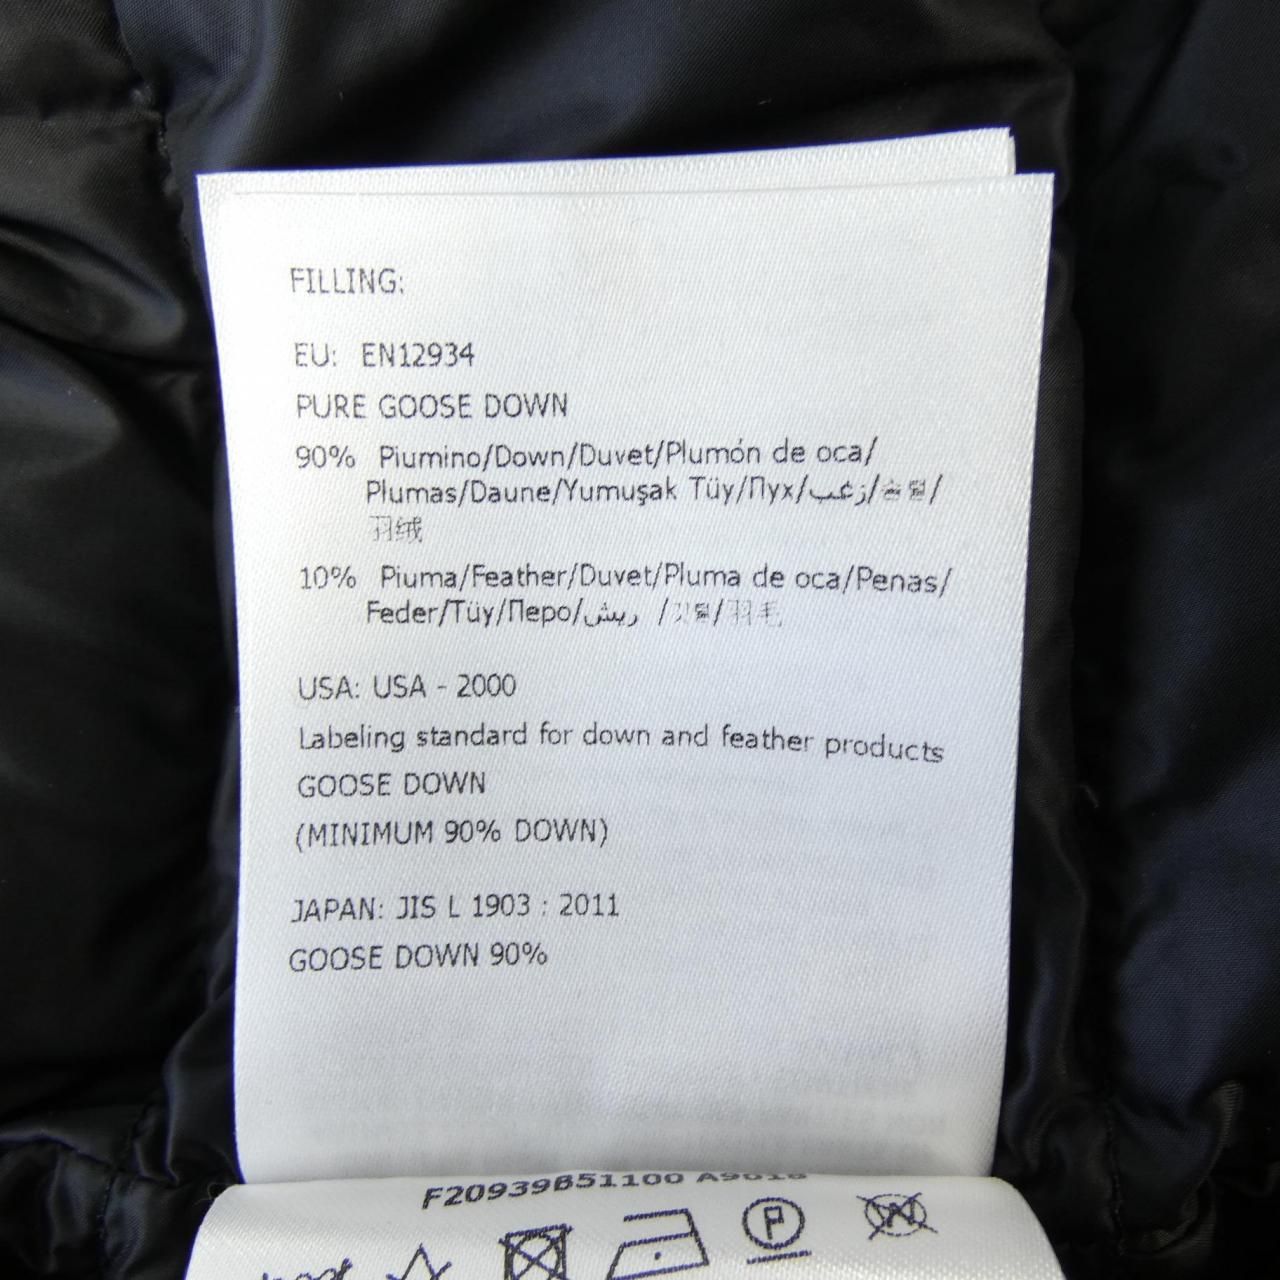 FILLING:
EU: EN12934
PURE GOOSE DOWN
90% Piumino/Down/Duvet/Plumón de oca/
Plumas/Daune/Yumuşak Tüy/Пух/زغب/솜털/
羽绒
10% Piuma/Feather/Duvet/Pluma de oca/Penas/
Feder/Tüy/Перо/ريش /깃털/羽毛
USA: USA - 2000
Labeling standard for down and feather products
GOOSE DOWN
(MINIMUM 90% DOWN)
JAPAN: JIS L 1903 : 2011
GOOSE DOWN 90%
F20939B51100